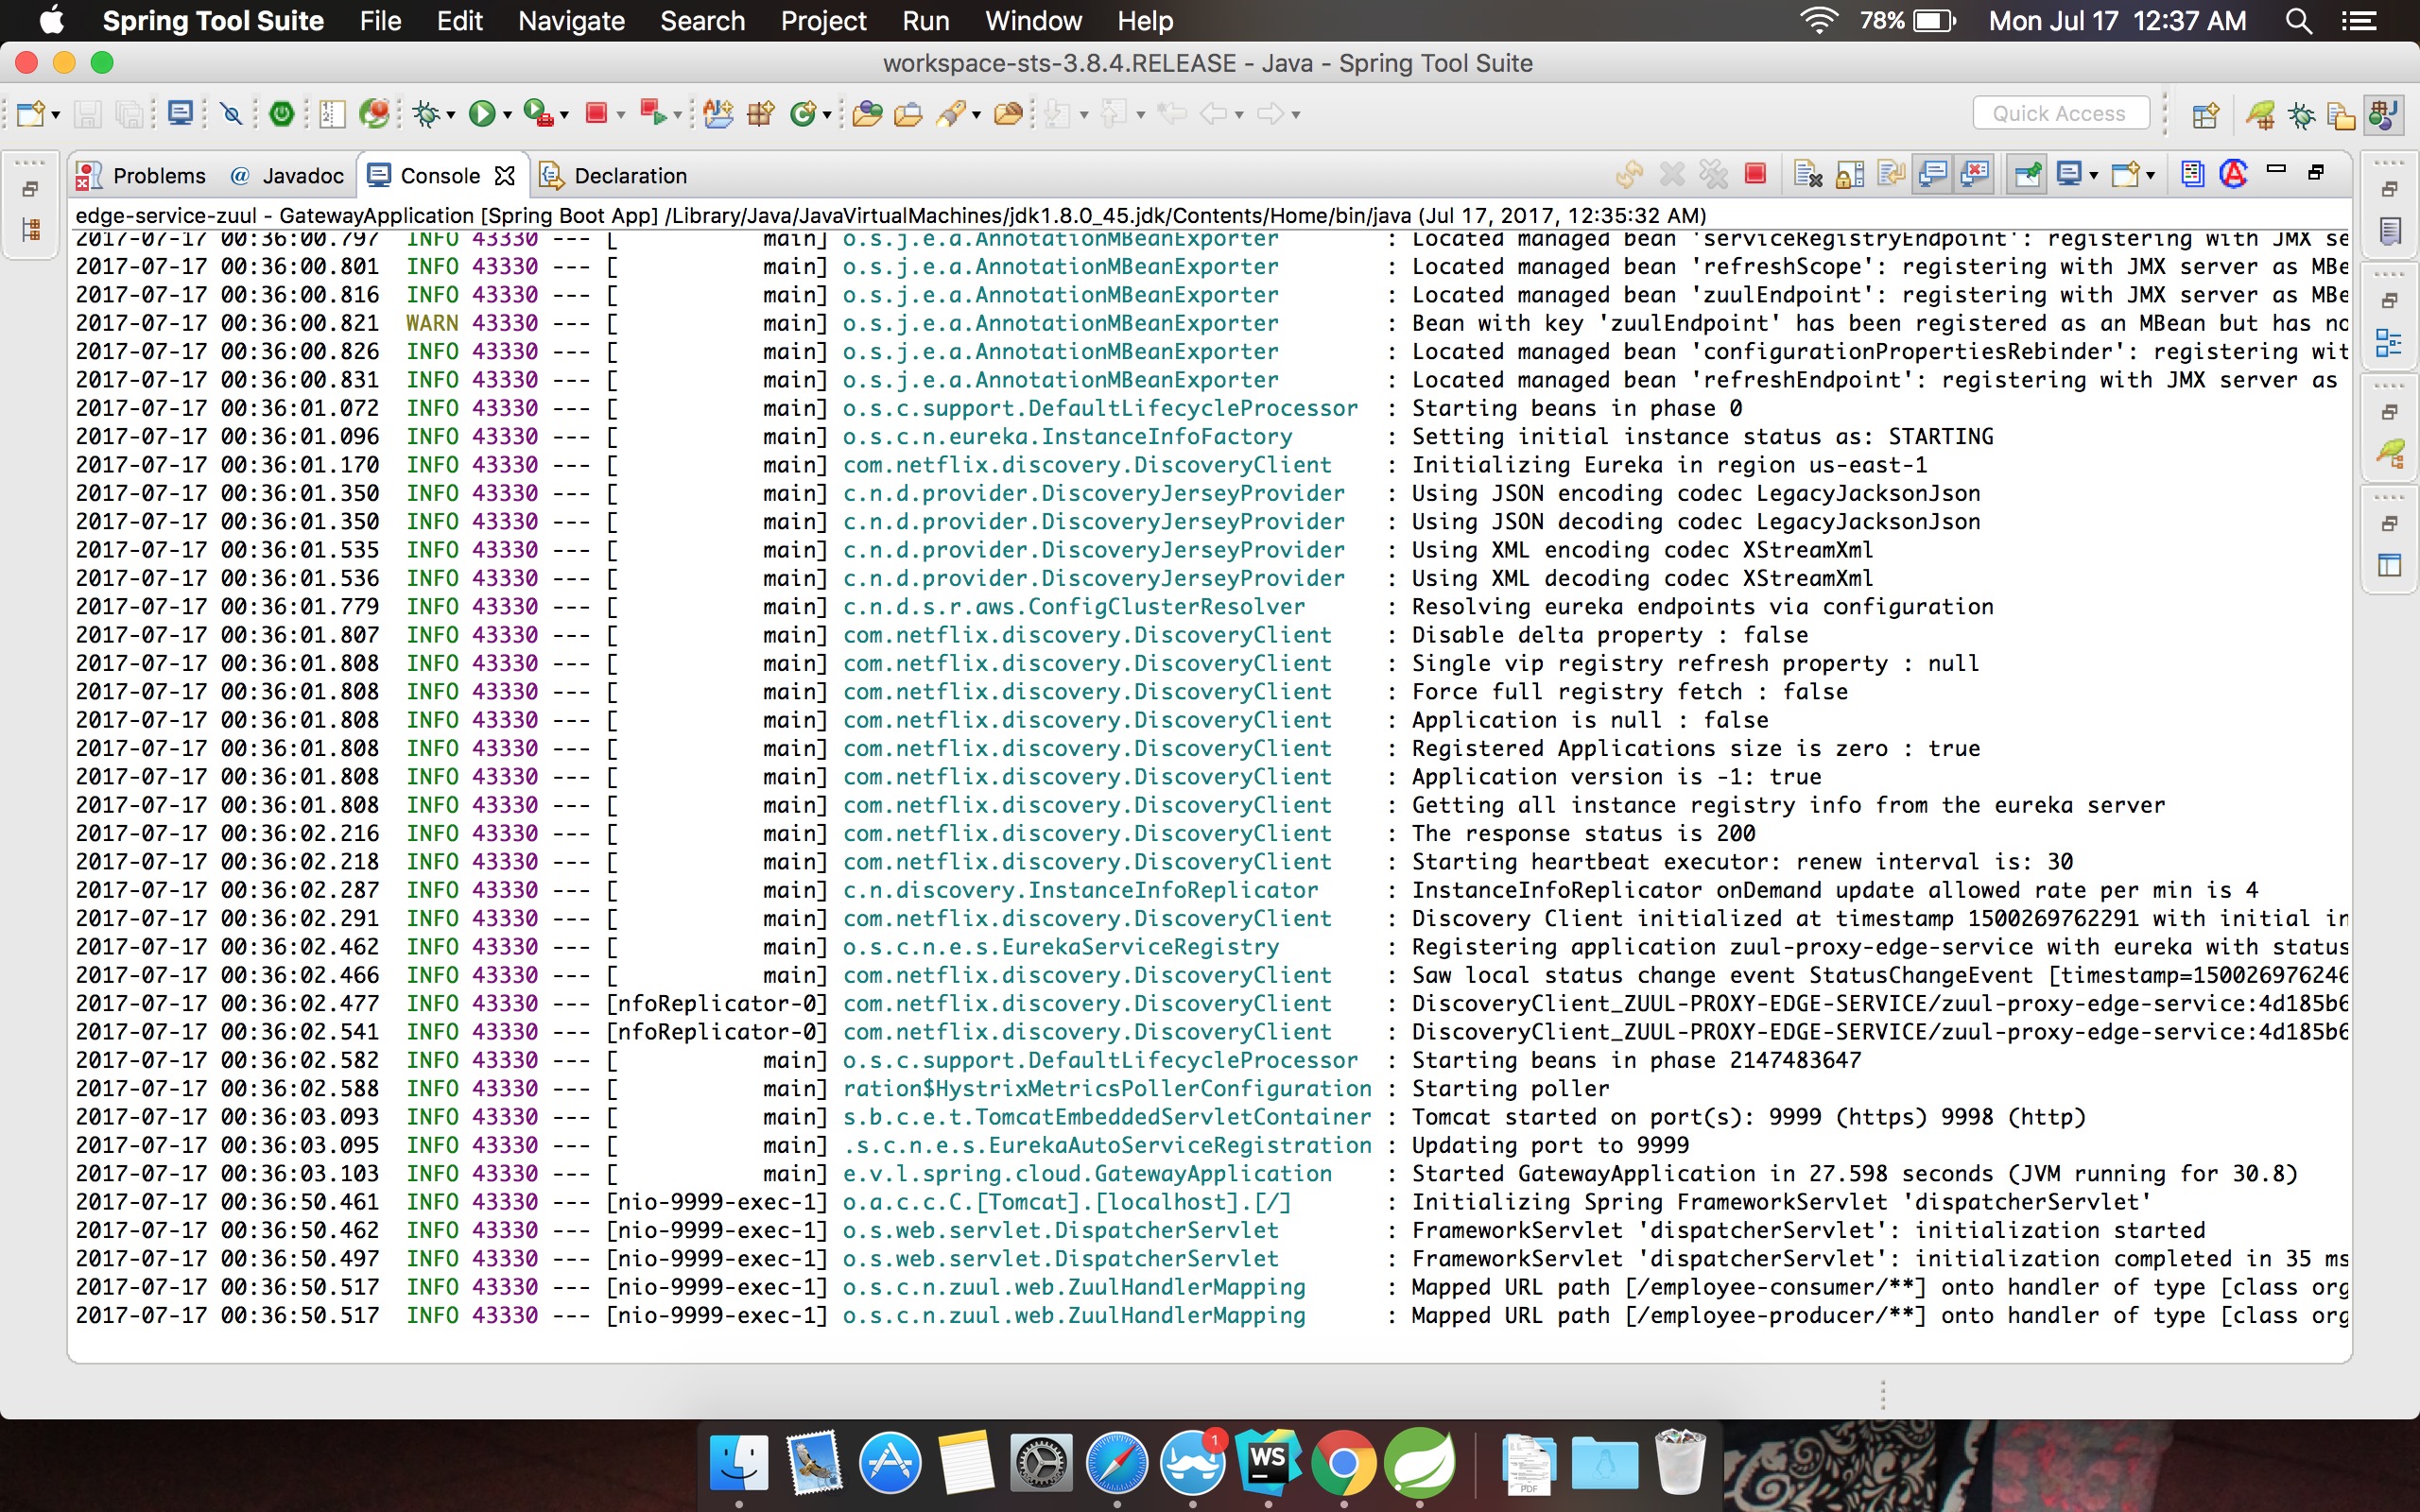 Spring Tool Suite File Edit Navigate Search Project Run Window Help 78% Mon Jul 17 12:37 AM
workspace-sts-3.8.4.RELEASE - Java - Spring Tool Suite
Quick Access
Problems @ Javadoc Console Declaration
edge-service-zuul - GatewayApplication [Spring Boot App] /Library/Java/JavaVirtualMachines/jdk1.8.0_45.jdk/Contents/Home/bin/java (Jul 17, 2017, 12:35:32 AM)
2017-07-17 00:36:00.797 INFO 43330 --- [ main] o.s.j.e.a.AnnotationMBeanExporter : Located managed bean 'serviceRegistryEndpoint': registering with JMX se
2017-07-17 00:36:00.801 INFO 43330 --- [ main] o.s.j.e.a.AnnotationMBeanExporter : Located managed bean 'refreshScope': registering with JMX server as MBe
2017-07-17 00:36:00.816 INFO 43330 --- [ main] o.s.j.e.a.AnnotationMBeanExporter : Located managed bean 'zuulEndpoint': registering with JMX server as MBe
2017-07-17 00:36:00.821 WARN 43330 --- [ main] o.s.j.e.a.AnnotationMBeanExporter : Bean with key 'zuulEndpoint' has been registered as an MBean but has no
2017-07-17 00:36:00.826 INFO 43330 --- [ main] o.s.j.e.a.AnnotationMBeanExporter : Located managed bean 'configurationPropertiesRebinder': registering wit
2017-07-17 00:36:00.831 INFO 43330 --- [ main] o.s.j.e.a.AnnotationMBeanExporter : Located managed bean 'refreshEndpoint': registering with JMX server as
2017-07-17 00:36:01.072 INFO 43330 --- [ main] o.s.c.support.DefaultLifecycleProcessor : Starting beans in phase 0
2017-07-17 00:36:01.096 INFO 43330 --- [ main] o.s.c.n.eureka.InstanceInfoFactory : Setting initial instance status as: STARTING
2017-07-17 00:36:01.170 INFO 43330 --- [ main] com.netflix.discovery.DiscoveryClient : Initializing Eureka in region us-east-1
2017-07-17 00:36:01.350 INFO 43330 --- [ main] c.n.d.provider.DiscoveryJerseyProvider : Using JSON encoding codec LegacyJacksonJson
2017-07-17 00:36:01.350 INFO 43330 --- [ main] c.n.d.provider.DiscoveryJerseyProvider : Using JSON decoding codec LegacyJacksonJson
2017-07-17 00:36:01.535 INFO 43330 --- [ main] c.n.d.provider.DiscoveryJerseyProvider : Using XML encoding codec XStreamXml
2017-07-17 00:36:01.536 INFO 43330 --- [ main] c.n.d.provider.DiscoveryJerseyProvider : Using XML decoding codec XStreamXml
2017-07-17 00:36:01.779 INFO 43330 --- [ main] c.n.d.s.r.aws.ConfigClusterResolver : Resolving eureka endpoints via configuration
2017-07-17 00:36:01.807 INFO 43330 --- [ main] com.netflix.discovery.DiscoveryClient : Disable delta property : false
2017-07-17 00:36:01.808 INFO 43330 --- [ main] com.netflix.discovery.DiscoveryClient : Single vip registry refresh property : null
2017-07-17 00:36:01.808 INFO 43330 --- [ main] com.netflix.discovery.DiscoveryClient : Force full registry fetch : false
2017-07-17 00:36:01.808 INFO 43330 --- [ main] com.netflix.discovery.DiscoveryClient : Application is null : false
2017-07-17 00:36:01.808 INFO 43330 --- [ main] com.netflix.discovery.DiscoveryClient : Registered Applications size is zero : true
2017-07-17 00:36:01.808 INFO 43330 --- [ main] com.netflix.discovery.DiscoveryClient : Application version is -1: true
2017-07-17 00:36:01.808 INFO 43330 --- [ main] com.netflix.discovery.DiscoveryClient : Getting all instance registry info from the eureka server
2017-07-17 00:36:02.216 INFO 43330 --- [ main] com.netflix.discovery.DiscoveryClient : The response status is 200
2017-07-17 00:36:02.218 INFO 43330 --- [ main] com.netflix.discovery.DiscoveryClient : Starting heartbeat executor: renew interval is: 30
2017-07-17 00:36:02.287 INFO 43330 --- [ main] c.n.discovery.InstanceInfoReplicator : InstanceInfoReplicator onDemand update allowed rate per min is 4
2017-07-17 00:36:02.291 INFO 43330 --- [ main] com.netflix.discovery.DiscoveryClient : Discovery Client initialized at timestamp 1500269762291 with initial in
2017-07-17 00:36:02.462 INFO 43330 --- [ main] o.s.c.n.e.s.EurekaServiceRegistry : Registering application zuul-proxy-edge-service with eureka with status
2017-07-17 00:36:02.466 INFO 43330 --- [ main] com.netflix.discovery.DiscoveryClient : Saw local status change event StatusChangeEvent [timestamp=150026976246
2017-07-17 00:36:02.477 INFO 43330 --- [nfoReplicator-0] com.netflix.discovery.DiscoveryClient : DiscoveryClient_ZUUL-PROXY-EDGE-SERVICE/zuul-proxy-edge-service:4d185b6
2017-07-17 00:36:02.541 INFO 43330 --- [nfoReplicator-0] com.netflix.discovery.DiscoveryClient : DiscoveryClient_ZUUL-PROXY-EDGE-SERVICE/zuul-proxy-edge-service:4d185b6
2017-07-17 00:36:02.582 INFO 43330 --- [ main] o.s.c.support.DefaultLifecycleProcessor : Starting beans in phase 2147483647
2017-07-17 00:36:02.588 INFO 43330 --- [ main] ration$HystrixMetricsPollerConfiguration : Starting poller
2017-07-17 00:36:03.093 INFO 43330 --- [ main] s.b.c.e.t.TomcatEmbeddedServletContainer : Tomcat started on port(s): 9999 (https) 9998 (http)
2017-07-17 00:36:03.095 INFO 43330 --- [ main] .s.c.n.e.s.EurekaAutoServiceRegistration : Updating port to 9999
2017-07-17 00:36:03.103 INFO 43330 --- [ main] e.v.l.spring.cloud.GatewayApplication : Started GatewayApplication in 27.598 seconds (JVM running for 30.8)
2017-07-17 00:36:50.461 INFO 43330 --- [nio-9999-exec-1] o.a.c.c.C.[Tomcat].[localhost].[/] : Initializing Spring FrameworkServlet 'dispatcherServlet'
2017-07-17 00:36:50.462 INFO 43330 --- [nio-9999-exec-1] o.s.web.servlet.DispatcherServlet : FrameworkServlet 'dispatcherServlet': initialization started
2017-07-17 00:36:50.497 INFO 43330 --- [nio-9999-exec-1] o.s.web.servlet.DispatcherServlet : FrameworkServlet 'dispatcherServlet': initialization completed in 35 ms
2017-07-17 00:36:50.517 INFO 43330 --- [nio-9999-exec-1] o.s.c.n.zuul.web.ZuulHandlerMapping : Mapped URL path [/employee-consumer/**] onto handler of type [class org
2017-07-17 00:36:50.517 INFO 43330 --- [nio-9999-exec-1] o.s.c.n.zuul.web.ZuulHandlerMapping : Mapped URL path [/employee-producer/**] onto handler of type [class org
1
WS
PDF